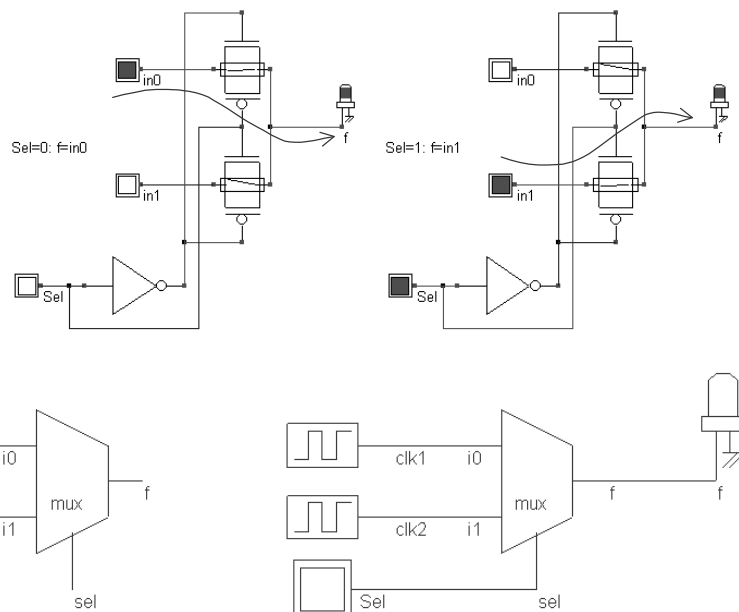 in0
Sel=0: f=in0
f
in1
Sel
in0
Sel=1: f=in1
f
in1
Sel
i0
mux
f
i1
sel
clk1
i0
mux
f
f
clk2
i1
Sel
sel